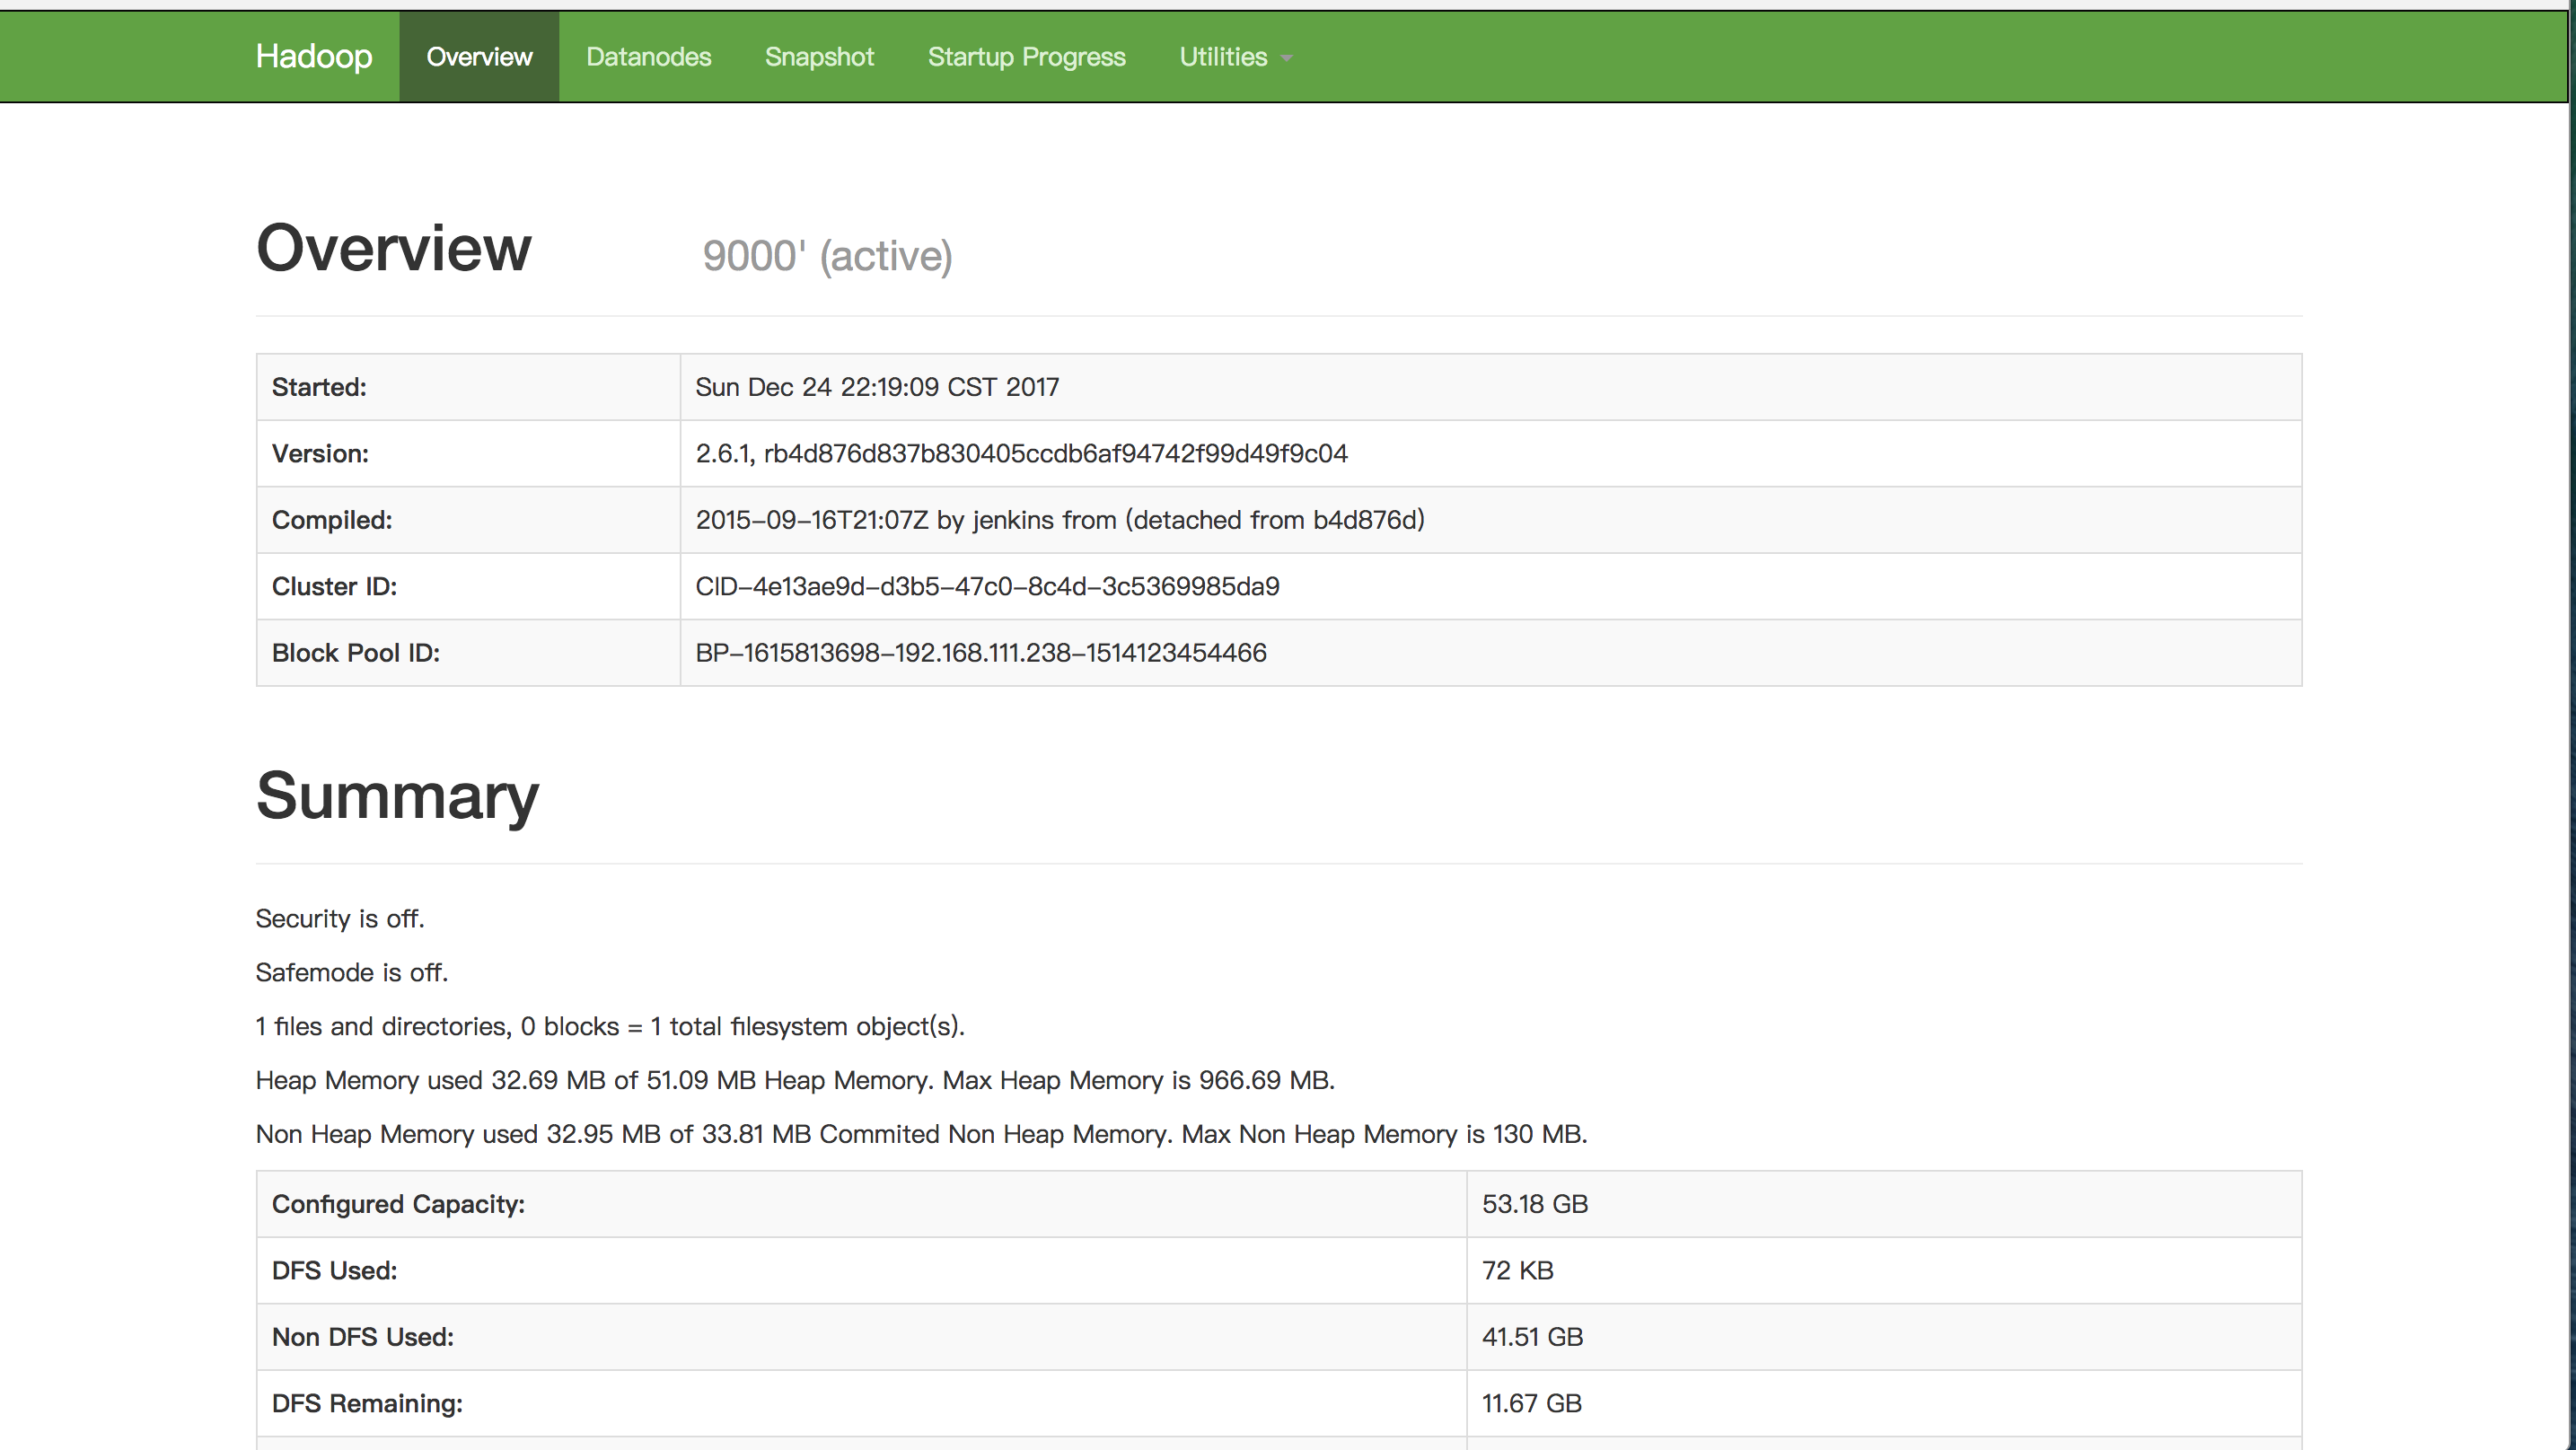 Hadoop Overview Datanodes Snapshot Startup Progress Utilities
Overview 9000' (active)
Started: Sun Dec 24 22:19:09 CST 2017
Version: 2.6.1, rb4d876d837b830405ccdb6af94742f99d49f9c04
Compiled: 2015-09-16T21:07Z by jenkins from (detached from b4d876d)
Cluster ID: CID-4e13ae9d-d3b5-47c0-8c4d-3c5369985da9
Block Pool ID: BP-1615813698-192.168.111.238-1514123454466
Summary
Security is off.
Safemode is off.
1 files and directories, 0 blocks = 1 total filesystem object(s).
Heap Memory used 32.69 MB of 51.09 MB Heap Memory. Max Heap Memory is 966.69 MB.
Non Heap Memory used 32.95 MB of 33.81 MB Commited Non Heap Memory. Max Non Heap Memory is 130 MB.
Configured Capacity: 53.18 GB
DFS Used: 72 KB
Non DFS Used: 41.51 GB
DFS Remaining: 11.67 GB